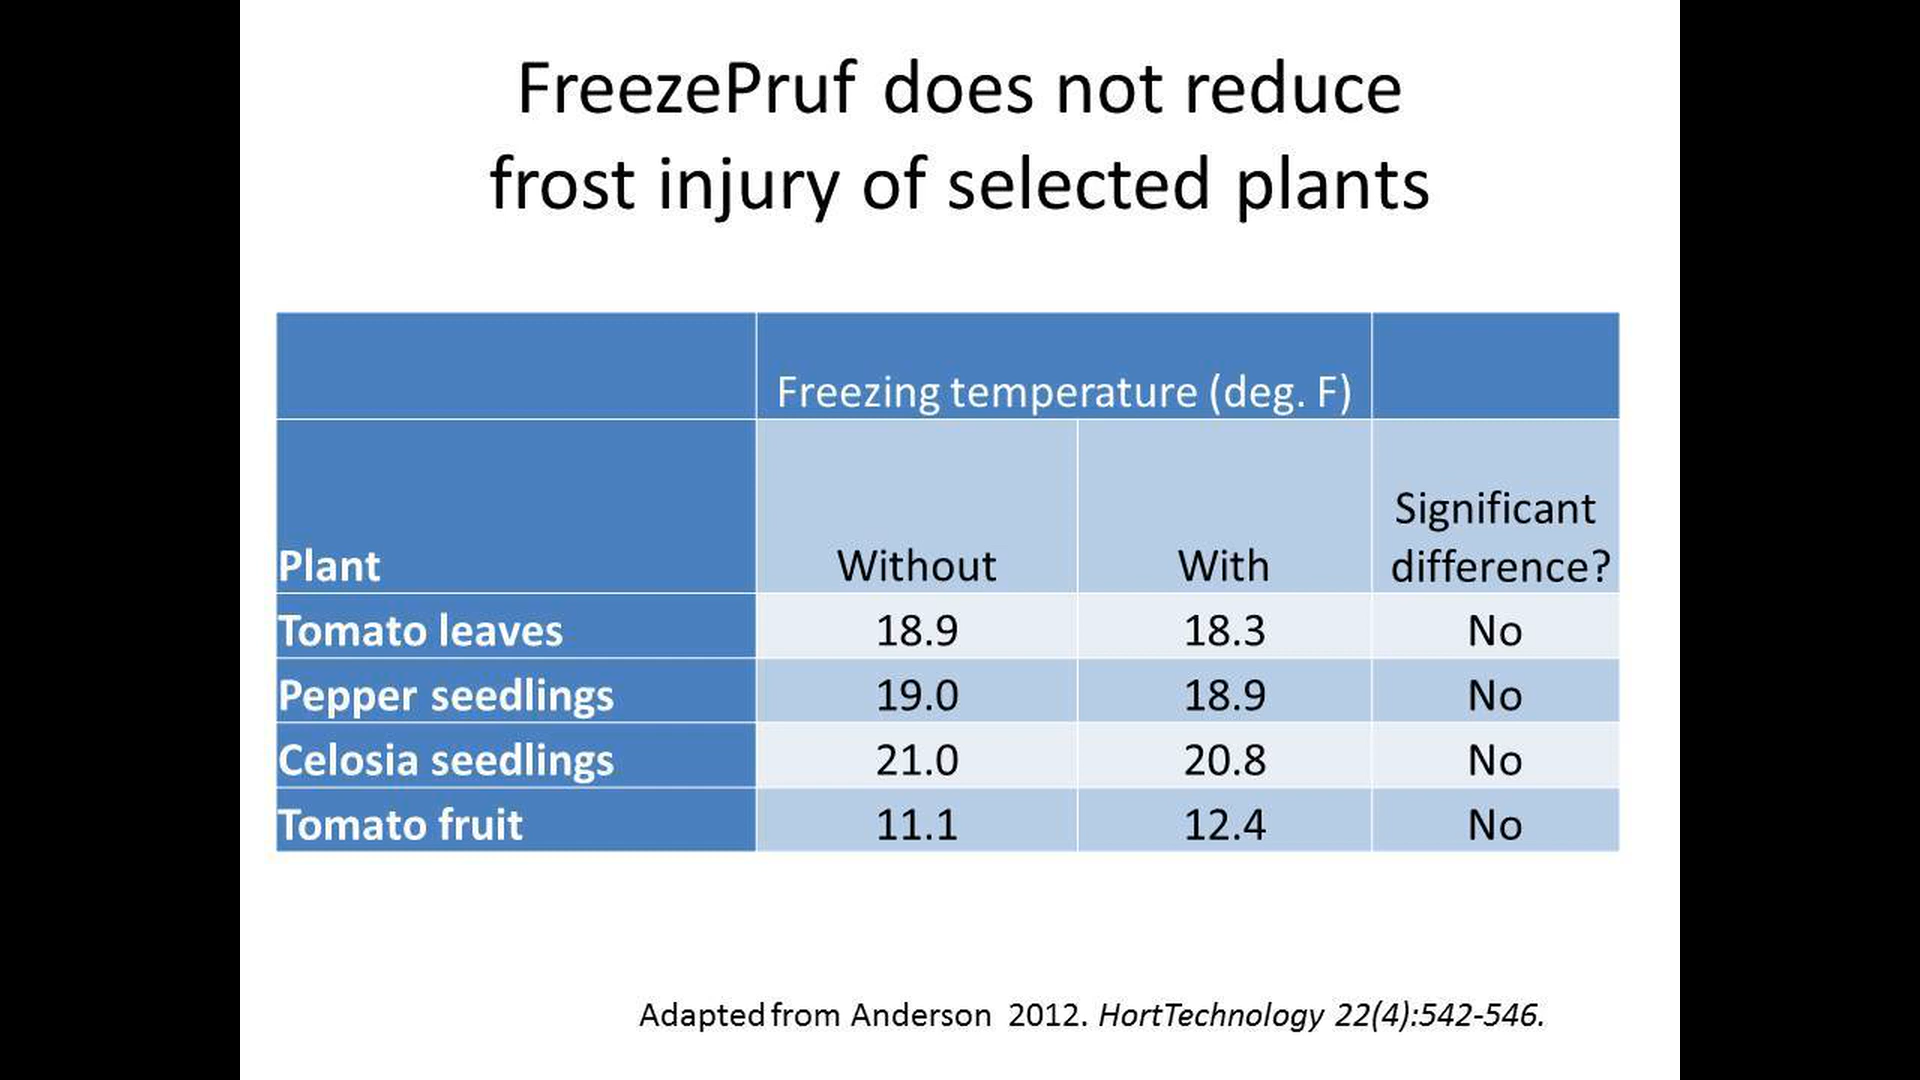 FreezePruf does not reduce
frost injury of selected plants
Freezing temperature (deg. F)
Plant Without With Significant difference?
Tomato leaves 18.9 18.3 No
Pepper seedlings 19.0 18.9 No
Celosia seedlings 21.0 20.8 No
Tomato fruit 11.1 12.4 No
Adapted from Anderson 2012. HortTechnology 22(4):542-546.